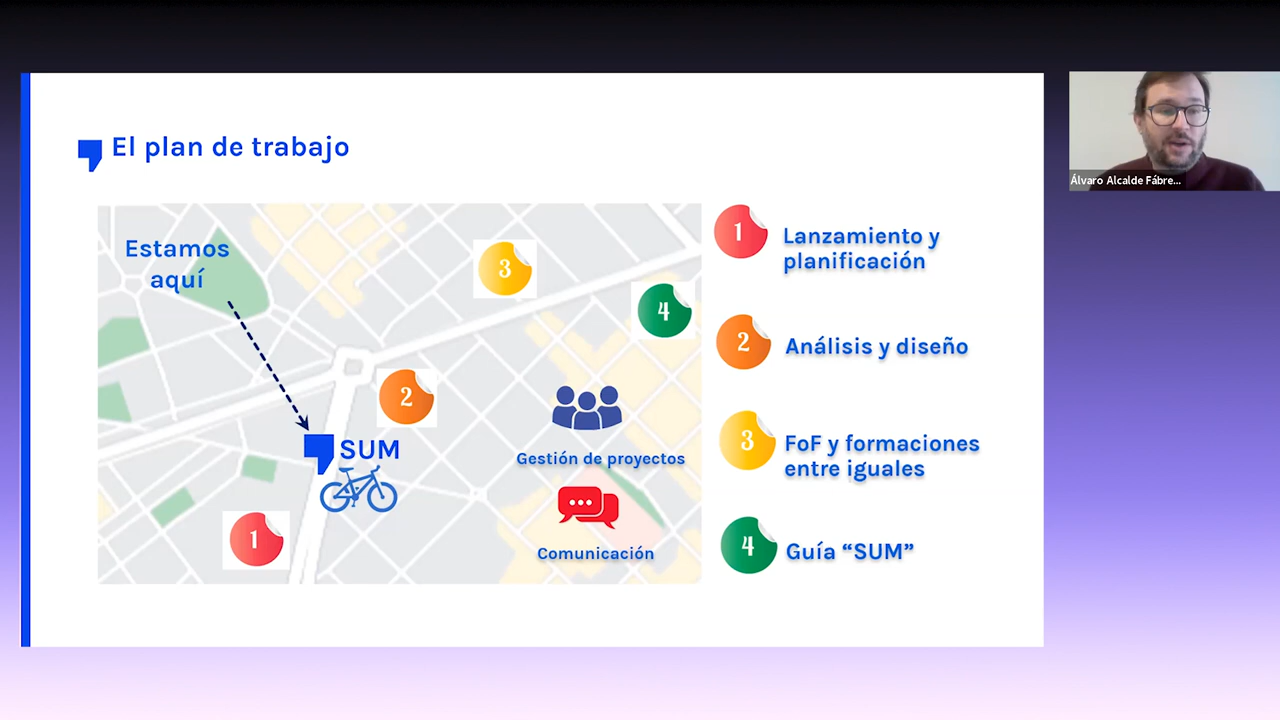 El plan de trabajo
Estamos
aquí
3
4
2
SUM
Gestión de proyectos
1
Comunicación
1
Lanzamiento y
planificación
2
Análisis y diseño
3
FoF y formaciones
entre iguales
4
Guía “SUM”
Álvaro Alcalde Fábre...